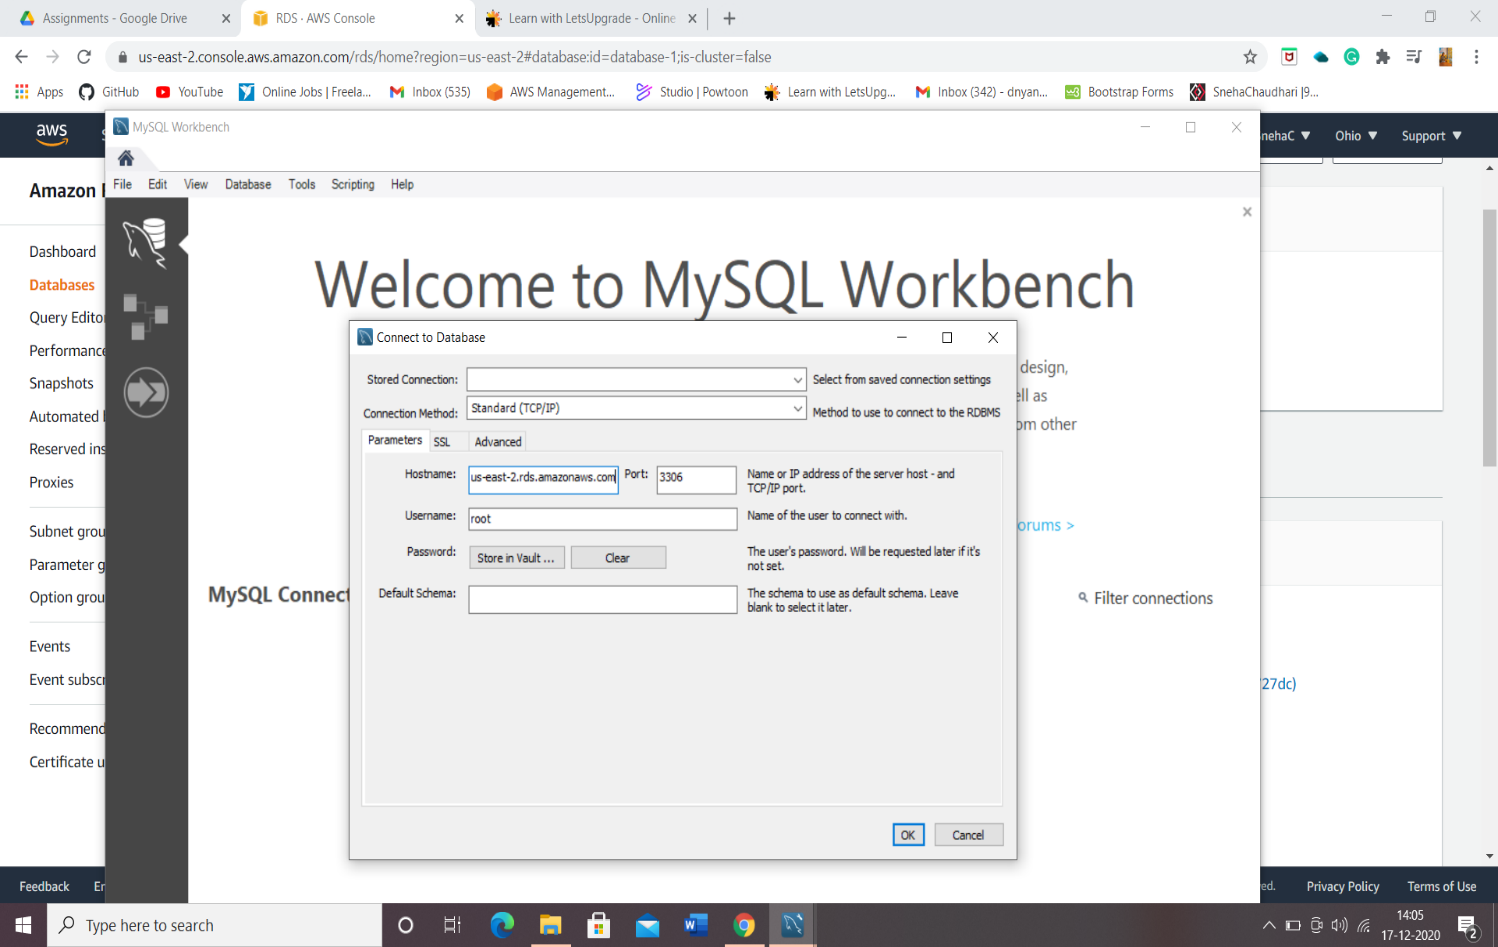 Assignments - Google Drive
RDS · AWS Console
Learn with LetsUpgrade - Online
us-east-2.console.aws.amazon.com/rds/home?region=us-east-2#database:id=database-1;is-cluster=false
Apps
GitHub
YouTube
Online Jobs | Freela...
Inbox (535)
AWS Management...
Studio | Powtoon
Learn with LetsUpg...
Inbox (342) - dnyan...
Bootstrap Forms
SnehaChaudhari |9...
aws
MySQL Workbench
nehaC
Ohio
Support
File
Edit
View
Database
Tools
Scripting
Help
Amazon
Dashboard
Databases
Query Editor
Performance
Snapshots
Automated
Reserved ins
Proxies
Subnet grou
Parameter g
Option grou
Events
Event subscr
Recommend
Certificate u
Welcome to MySQL Workbench
design,
ell as
om other
orums >
MySQL Connect
Filter connections
27dc)
Connect to Database
Stored Connection:
Select from saved connection settings
Connection Method:
Standard (TCP/IP)
Method to use to connect to the RDBMS
Parameters
SSL
Advanced
Hostname:
us-east-2.rds.amazonaws.com
Port:
3306
Name or IP address of the server host - and
TCP/IP port.
Username:
root
Name of the user to connect with.
Password:
Store in Vault ...
Clear
The user's password. Will be requested later if it's
not set.
Default Schema:
The schema to use as default schema. Leave
blank to select it later.
OK
Cancel
Feedback
En
ed.
Privacy Policy
Terms of Use
Type here to search
14:05
17-12-2020
2